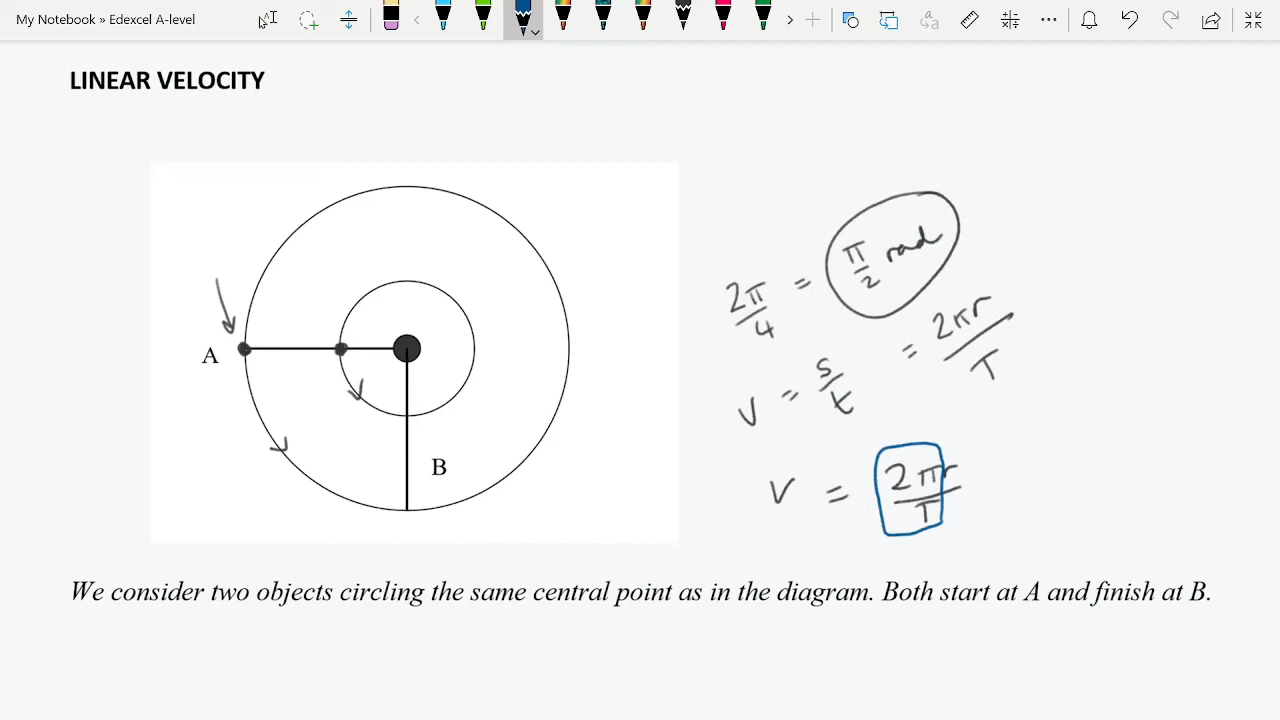 My Notebook » Edexcel A-level
LINEAR VELOCITY
A
B
2π/4 = π/2 rad
v = s/t = 2πr/T
v = 2πr/T
We consider two objects circling the same central point as in the diagram. Both start at A and finish at B.